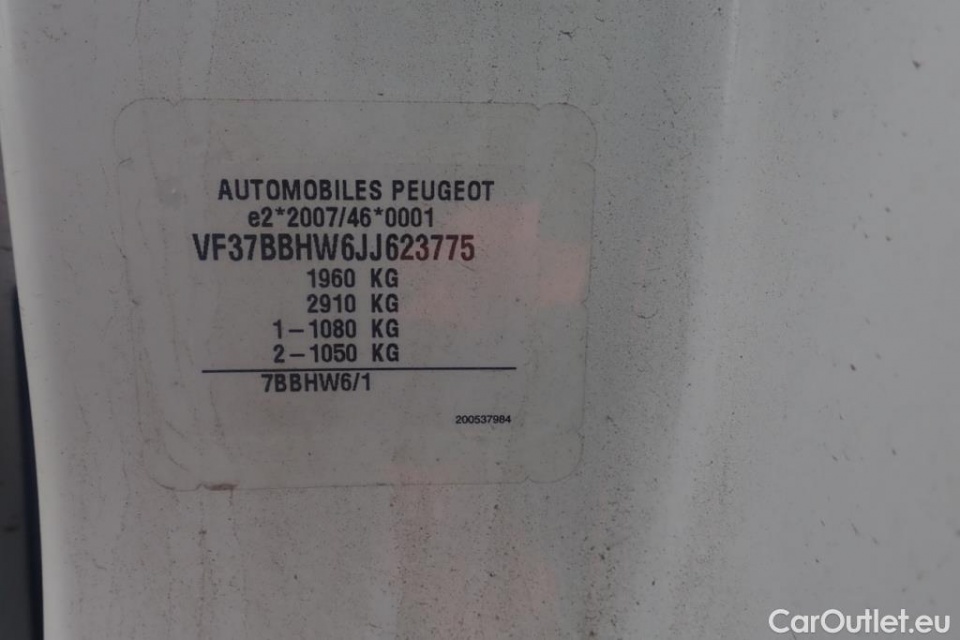 AUTOMOBILES PEUGEOT
e2*2007/46*0001
VF37BBHW6JJ623775
1960 KG
2910 KG
1-1080 KG
2-1050 KG
7BBHW6/1
200537984
CarOutlet.eu